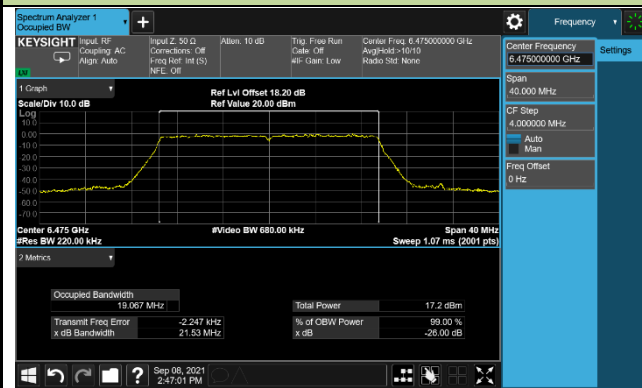 Spectrum Analyzer 1
Occupied BW
Frequency
KEYSIGHT
Input: RF
Coupling: AC
Align: Auto
Input Z: 50 Ω
Corrections: Off
Freq Ref: Int (S)
NFE: Off
Atten: 10 dB
Trig: Free Run
Gate: Off
#IF Gain: Low
Center Freq: 6.475000000 GHz
Avg|Hold:>10/10
Radio Std: None
LW
Center Frequency
6.475000000 GHz
Settings
Span
40.000 MHz
CF Step
4.000000 MHz
Auto
Man
Freq Offset
0 Hz
1 Graph
Scale/Div 10.0 dB
Ref Lvl Offset 18.20 dB
Ref Value 20.00 dBm
Log
10.0
0.00
-10.0
-20.0
-30.0
-40.0
-50.0
-60.0
-70.0
Center 6.475 GHz
#Video BW 680.00 kHz
Span 40 MHz
#Res BW 220.00 kHz
Sweep 1.07 ms (2001 pts)
2 Metrics
Occupied Bandwidth
19.067 MHz
Total Power 17.2 dBm
Transmit Freq Error -2.247 kHz
% of OBW Power 99.00 %
x dB Bandwidth 21.53 MHz
x dB -26.00 dB
?
Sep 08, 2021
2:47:01 PM